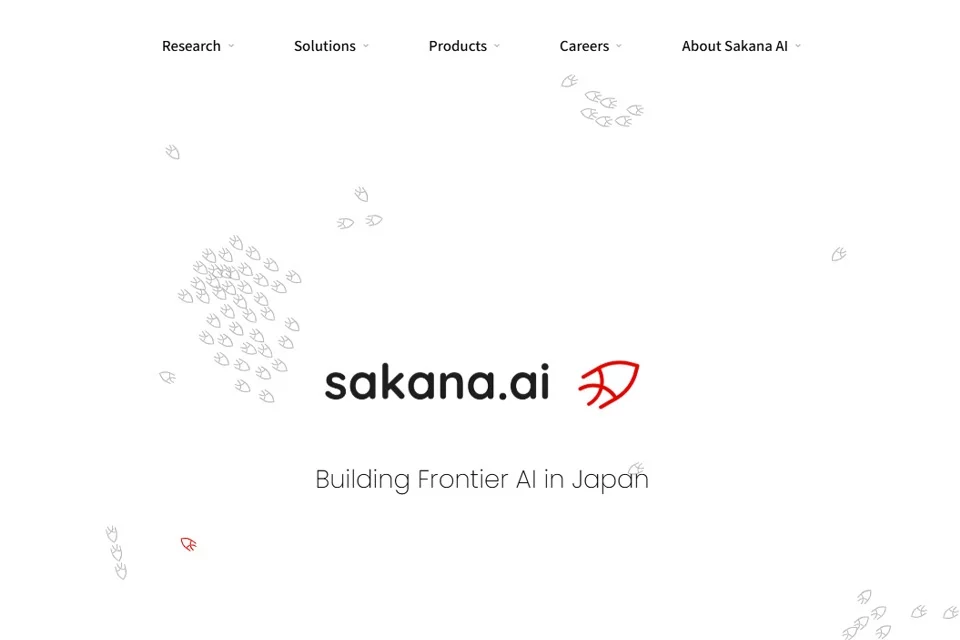 Research
Solutions
Products
Careers
About Sakana AI
sakana.ai
Building Frontier AI in Japan